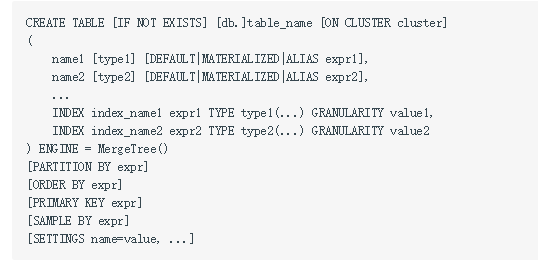 CREATE TABLE [IF NOT EXISTS] [db.]table_name [ON CLUSTER cluster]
(
    name1 [type1] [DEFAULT|MATERIALIZED|ALIAS expr1],
    name2 [type2] [DEFAULT|MATERIALIZED|ALIAS expr2],
    ...
    INDEX index_name1 expr1 TYPE type1(...) GRANULARITY value1,
    INDEX index_name2 expr2 TYPE type2(...) GRANULARITY value2
) ENGINE = MergeTree()
[PARTITION BY expr]
[ORDER BY expr]
[PRIMARY KEY expr]
[SAMPLE BY expr]
[SETTINGS name=value, ...]